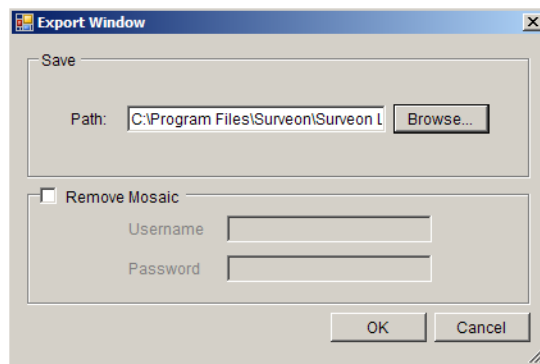 Export Window
Save
Path: C:\Program Files\Surveon\Surveon L Browse...
Remove Mosaic
Username
Password
OK Cancel